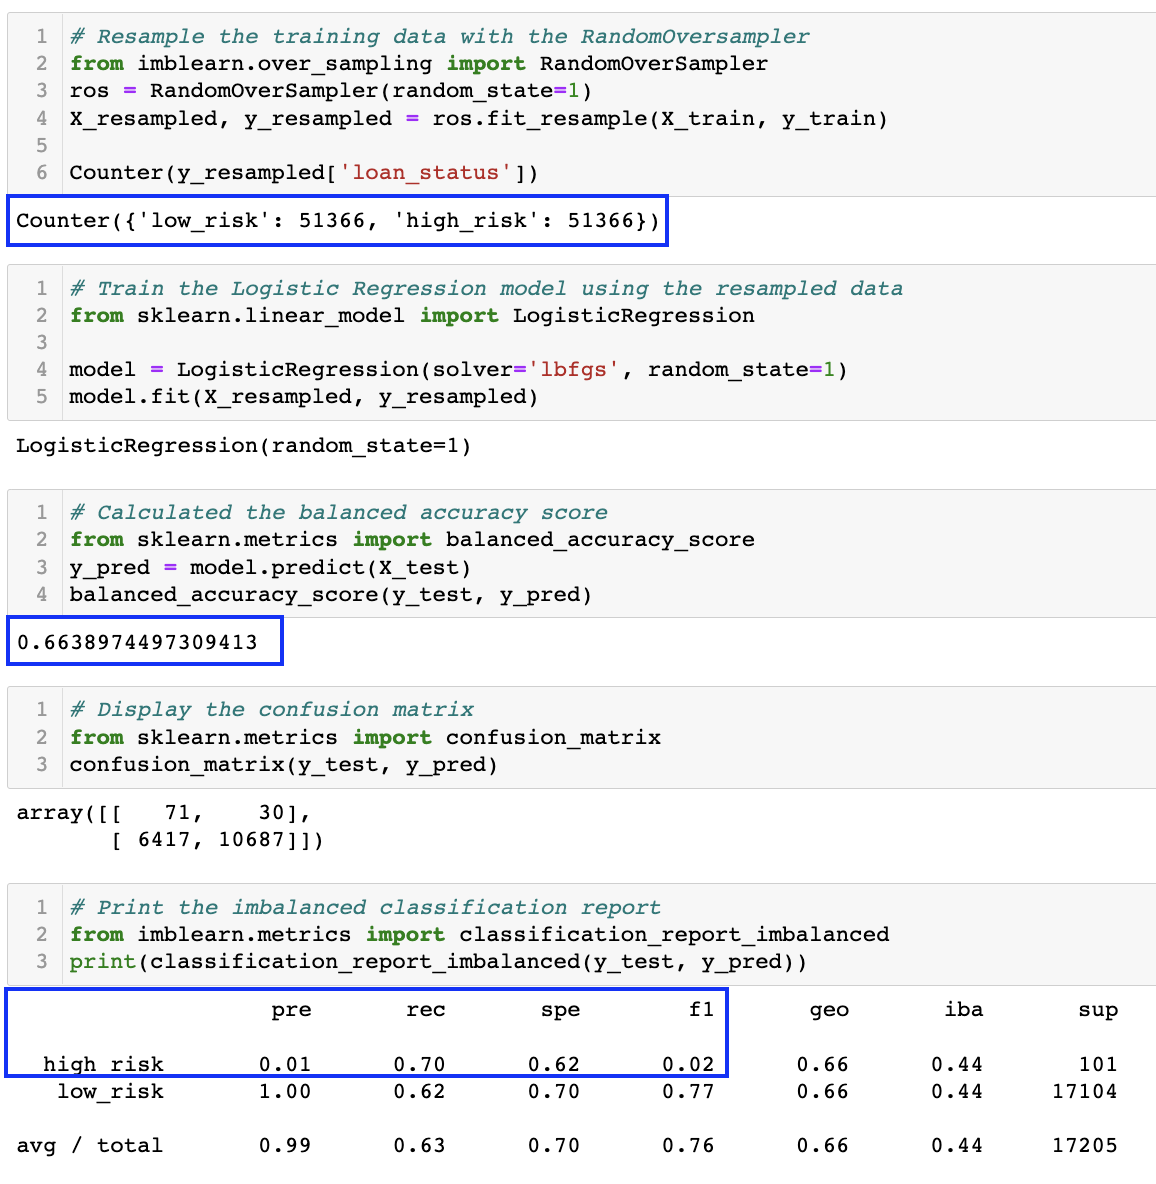 1 # Resample the training data with the RandomOversampler
2 from imblearn.over_sampling import RandomOverSampler
3 ros = RandomOverSampler(random_state=1)
4 X_resampled, y_resampled = ros.fit_resample(X_train, y_train)
5
6 Counter(y_resampled['loan_status'])
Counter({'low_risk': 51366, 'high_risk': 51366})
1 # Train the Logistic Regression model using the resampled data
2 from sklearn.linear_model import LogisticRegression
3
4 model = LogisticRegression(solver='lbfgs', random_state=1)
5 model.fit(X_resampled, y_resampled)
LogisticRegression(random_state=1)
1 # Calculated the balanced accuracy score
2 from sklearn.metrics import balanced_accuracy_score
3 y_pred = model.predict(X_test)
4 balanced_accuracy_score(y_test, y_pred)
0.6638974497309413
1 # Display the confusion matrix
2 from sklearn.metrics import confusion_matrix
3 confusion_matrix(y_test, y_pred)
array([[   71,    30],
       [ 6417, 10687]])
1 # Print the imbalanced classification report
2 from imblearn.metrics import classification_report_imbalanced
3 print(classification_report_imbalanced(y_test, y_pred))
pre rec spe f1 geo iba sup
high_risk 0.01 0.70 0.62 0.02 0.66 0.44 101
low_risk 1.00 0.62 0.70 0.77 0.66 0.44 17104
avg / total 0.99 0.63 0.70 0.76 0.66 0.44 17205